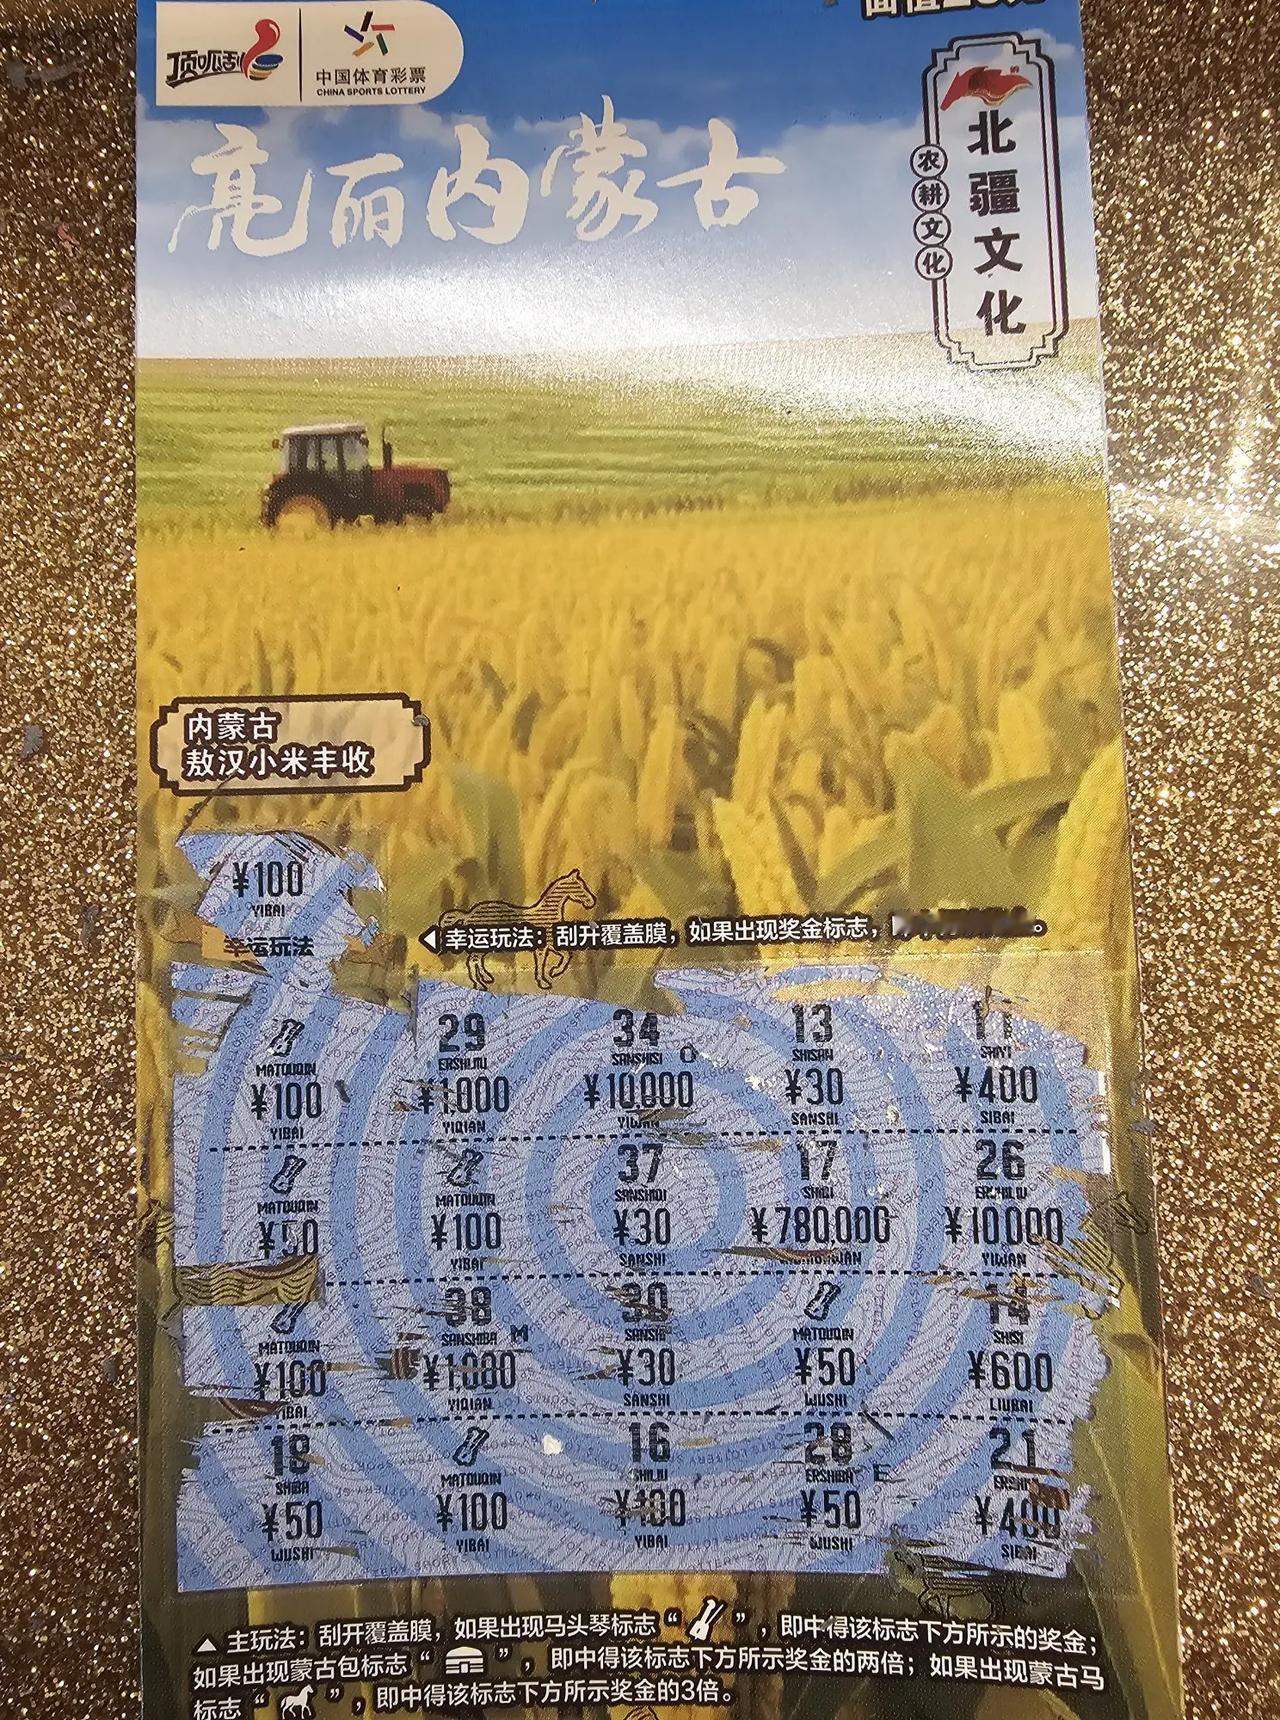 顶呱刮
中国体育彩票
CHINA SPORTS LOTTERY
亮丽内蒙古
北疆文化
农耕文化
内蒙古
敖汉小米丰收
¥100
YIBAI
幸运玩法
幸运玩法：刮开覆盖膜，如果出现奖金标志，
29 34 13 11
MATOUQIN ERSHIJIU SANSHISI SHISAN SHIYI
¥100 ¥1,000 ¥10,000 ¥30 ¥400
YIBAI YIQIAN YIWAN SANSHI SIBAI
37 17 26
MATOUQIN MATOUQIN SANSHIQI SHIQI ERSHILIU
¥50 ¥100 ¥30 ¥780,000 ¥10,000
YIBAI SANSHI YIWAN
38 30 14
MATOUQIN SANSHIBA SANSHI MATOUQIN SHISI
¥100 ¥1,000 ¥30 ¥50 ¥600
YIBAI YIQIAN SANSHI WUSHI LIUBAI
18 16 28 21
SHIBA MATOUQIN SHILIU ERSHIBA
¥50 ¥100 ¥100 ¥50 ¥400
WUSHI YIBAI YIBAI WUSHI SIBAI
▲ 主玩法：刮开覆盖膜，如果出现马头琴标志“ ”，即中得该标志下方所示的奖金；
如果出现蒙古包标志“ ”，即中得该标志下方所示奖金的两倍；如果出现蒙古马
标志“ ”，即中得该标志下方所示奖金的3倍。